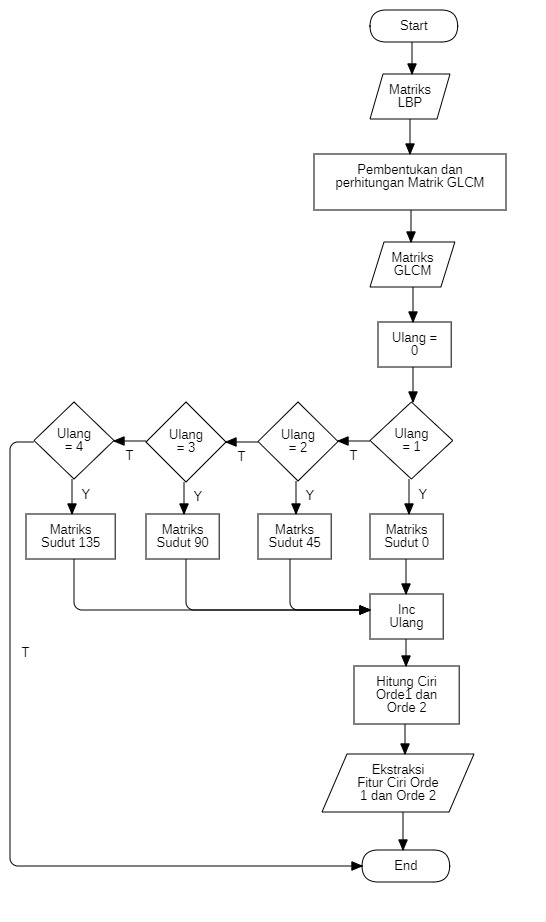 Start
Matriks
LBP
Pembentukan dan
perhitungan Matrik GLCM
Matriks
GLCM
Ulang =
0
Ulang
= 4
T
Ulang
= 3
T
Ulang
= 2
T
Ulang
= 1
Y
Y
Y
Y
Matriks
Sudut 135
Matriks
Sudut 90
Matrks
Sudut 45
Matriks
Sudut 0
Inc
Ulang
T
Hitung Ciri
Orde1 dan
Orde 2
Ekstraksi
Fitur Ciri Orde
1 dan Orde 2
End